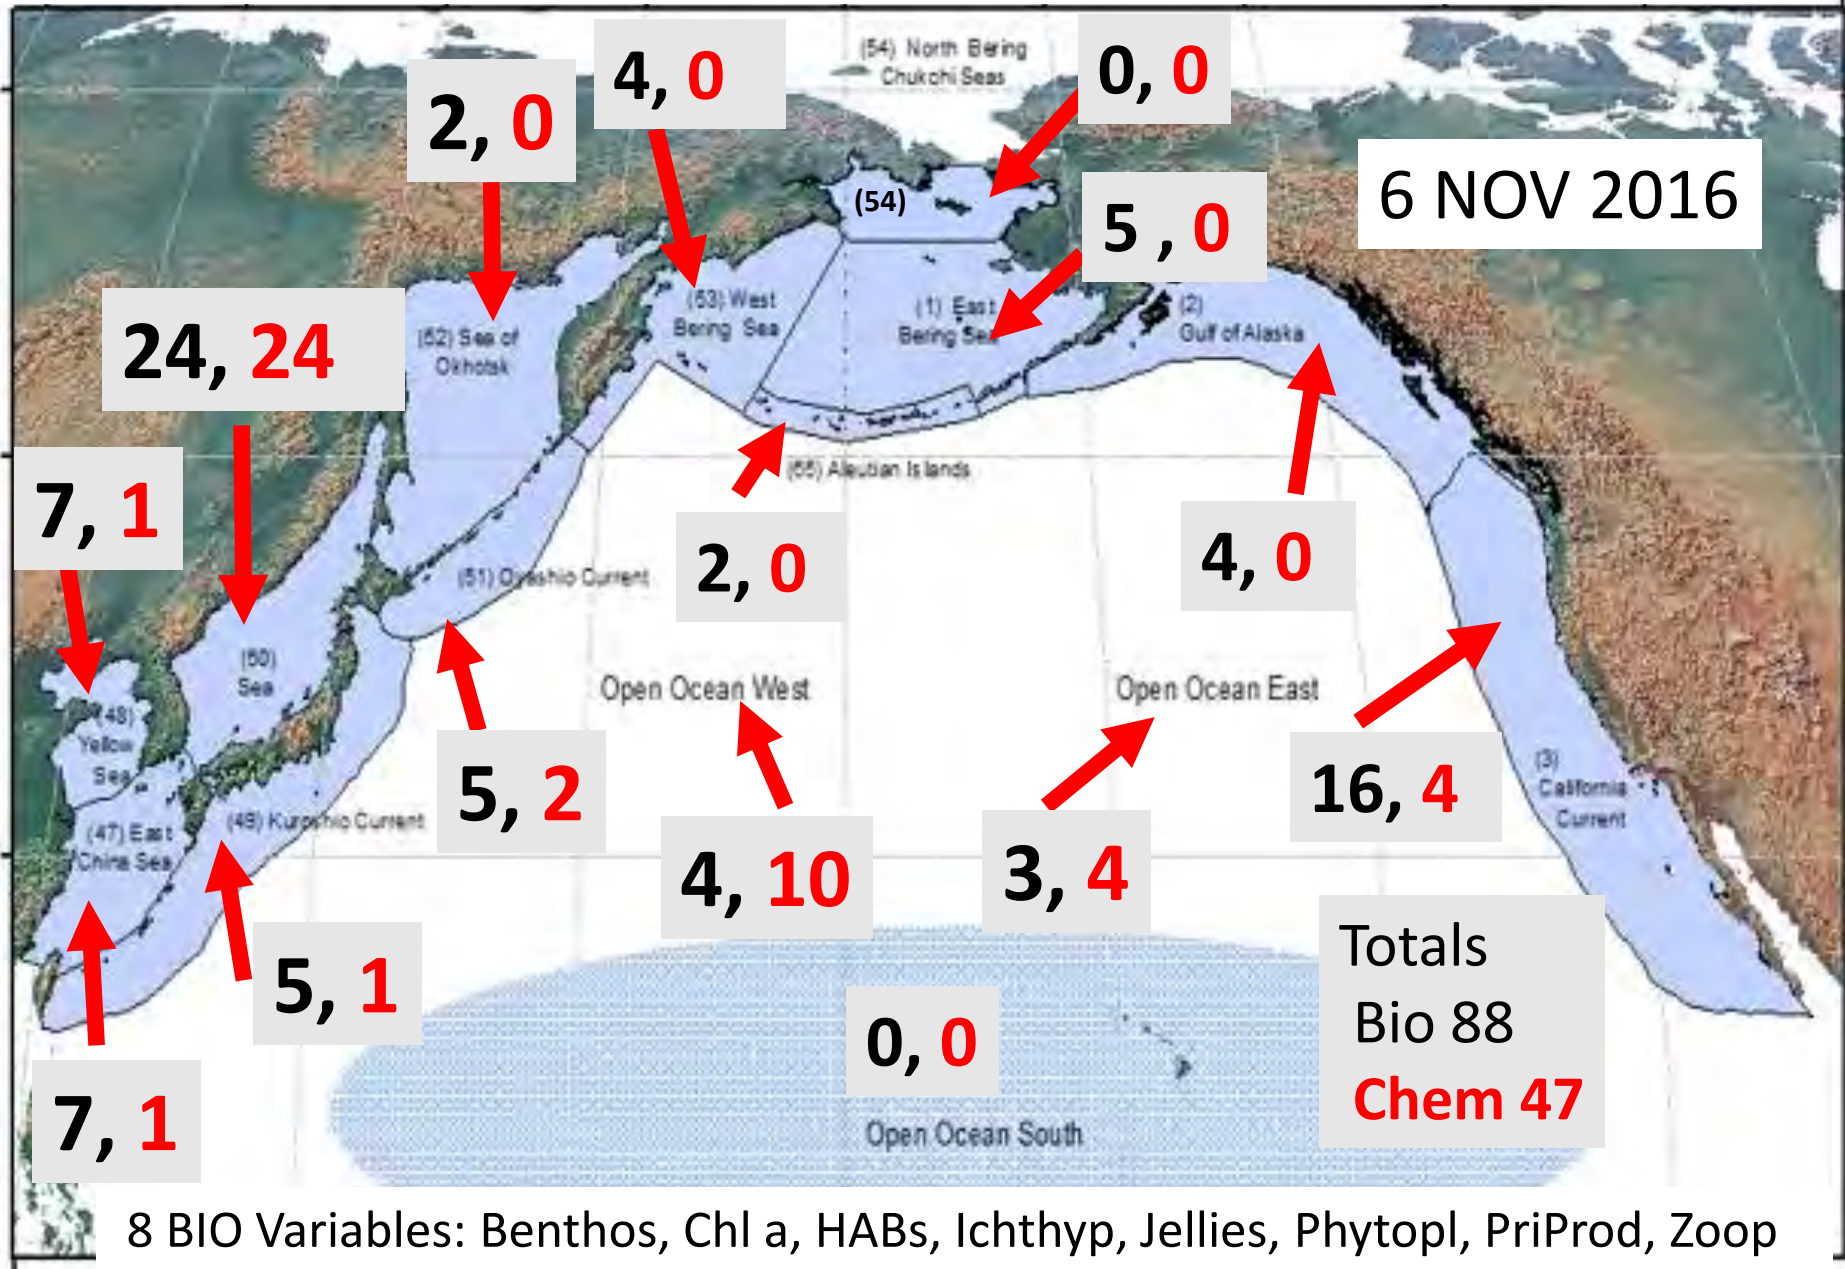 (54) North Bering
Chukchi Seas
0, 0
4, 0
2, 0
6 NOV 2016
(54)
5 , 0
24, 24
(53) West
Bering Sea
(1) East
Bering Sea
(2)
Gulf of Alaska
(52) Sea of
Okhotsk
7, 1
(55) Aleutian Islands
2, 0
4, 0
(51) Oyashio Current
(50)
Sea
Open Ocean West
Open Ocean East
(48)
Yellow
Sea
5, 2
16, 4
(3)
California
Current
(49) Kuroshio Current
(47) East
China Sea
4, 10
3, 4
5, 1
0, 0
Totals
Bio 88
Chem 47
7, 1
Open Ocean South
8 BIO Variables: Benthos, Chl a, HABs, Ichthyp, Jellies, Phytopl, PriProd, Zoop